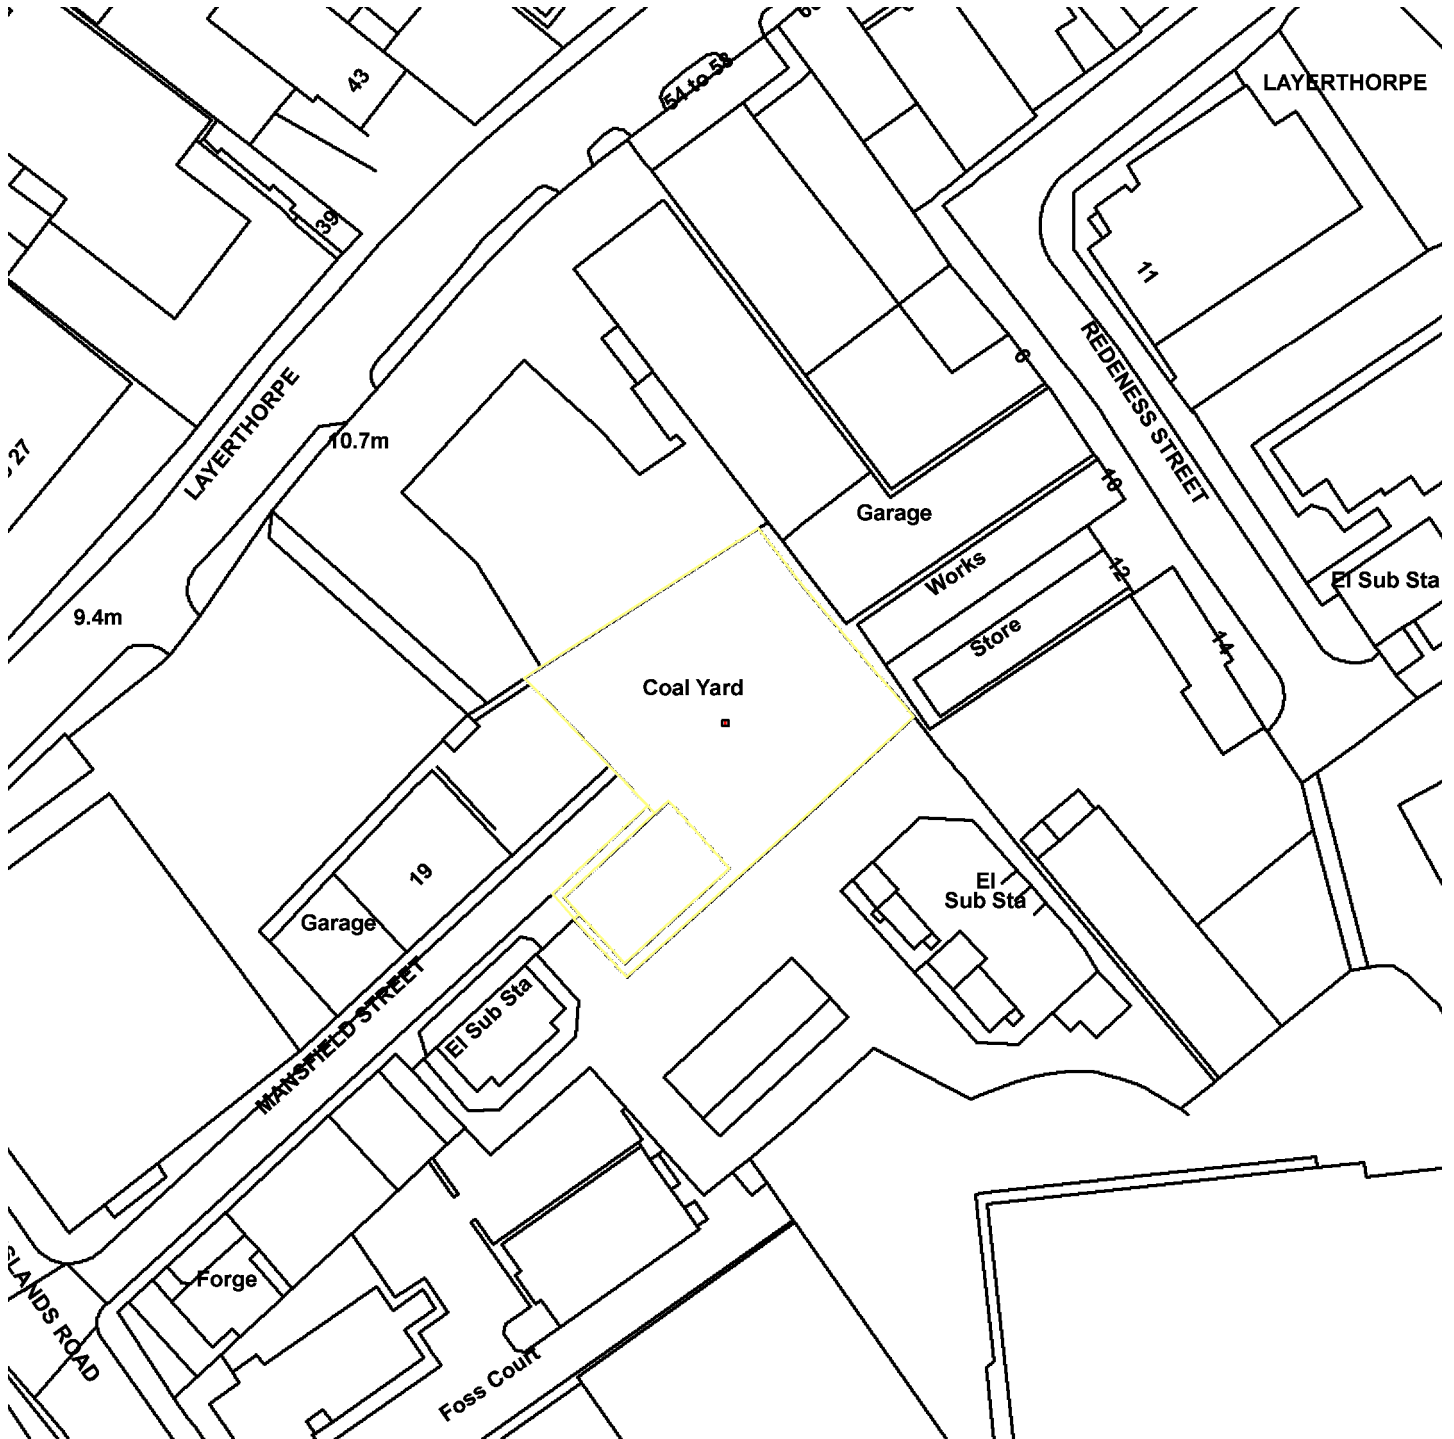 54 to 58
43
LAYERTHORPE
39
11
REDENESS STREET
6
LAYERTHORPE
10.7m
27
10
Garage
Works
12
El Sub Sta
9.4m
Store
14
Coal Yard
19
El
Sub Sta
Garage
El Sub Sta
MANSFIELD STREET
Forge
SLANDS ROAD
Foss Court